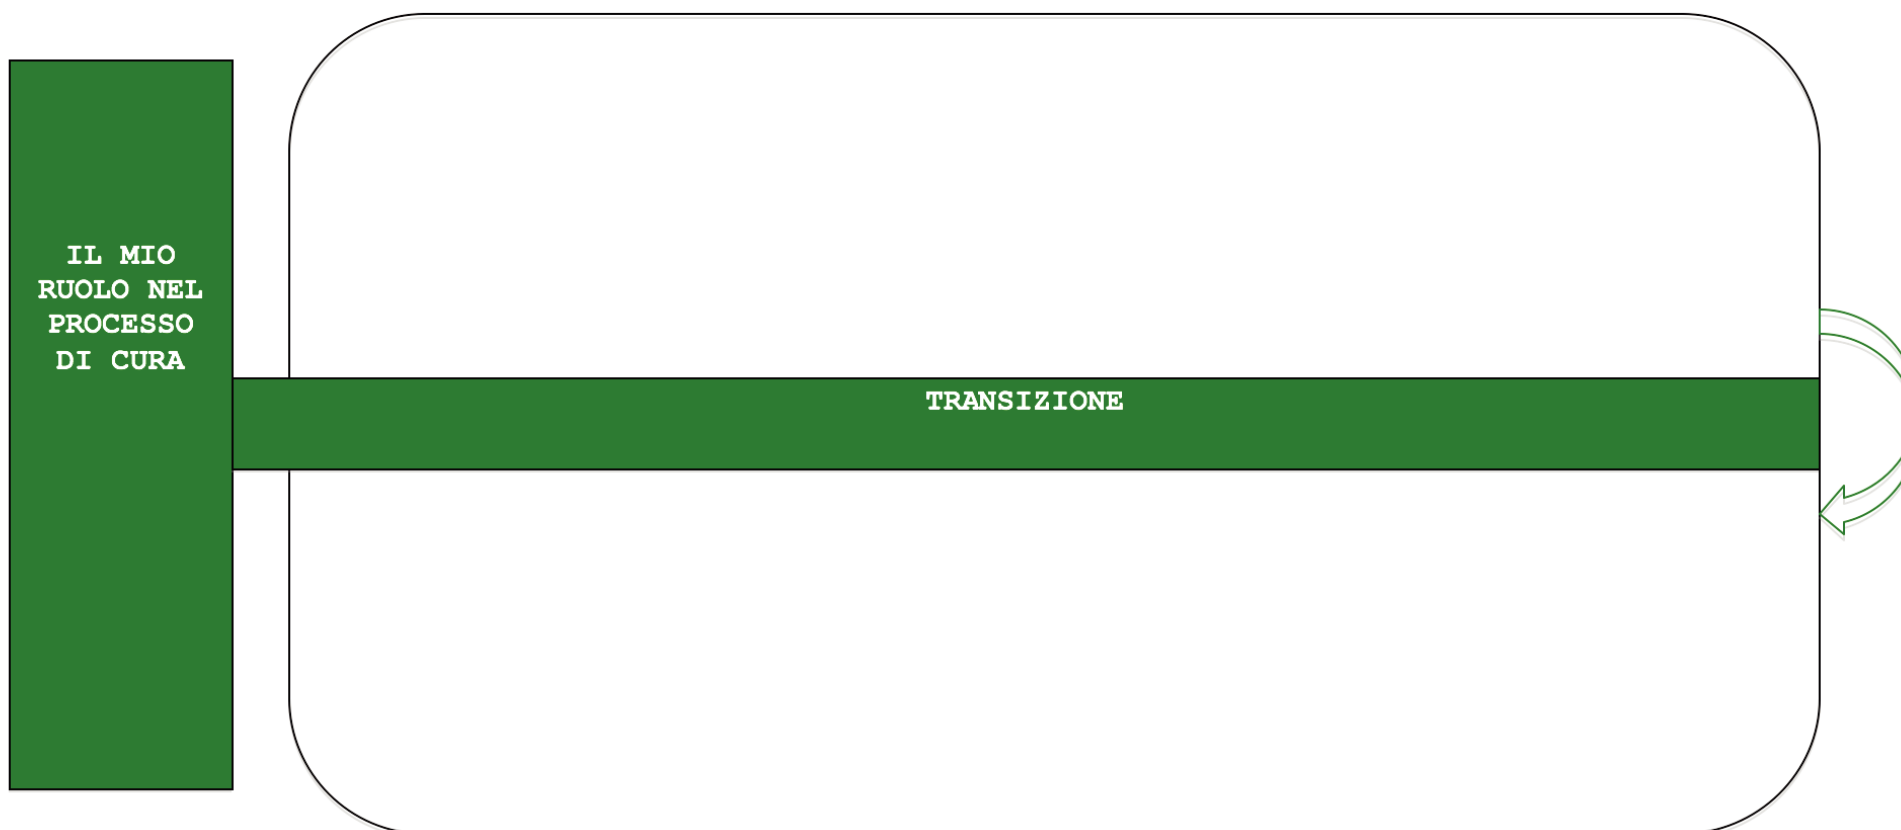 IL MIO
RUOLO NEL
PROCESSO
DI CURA
TRANSIZIONE